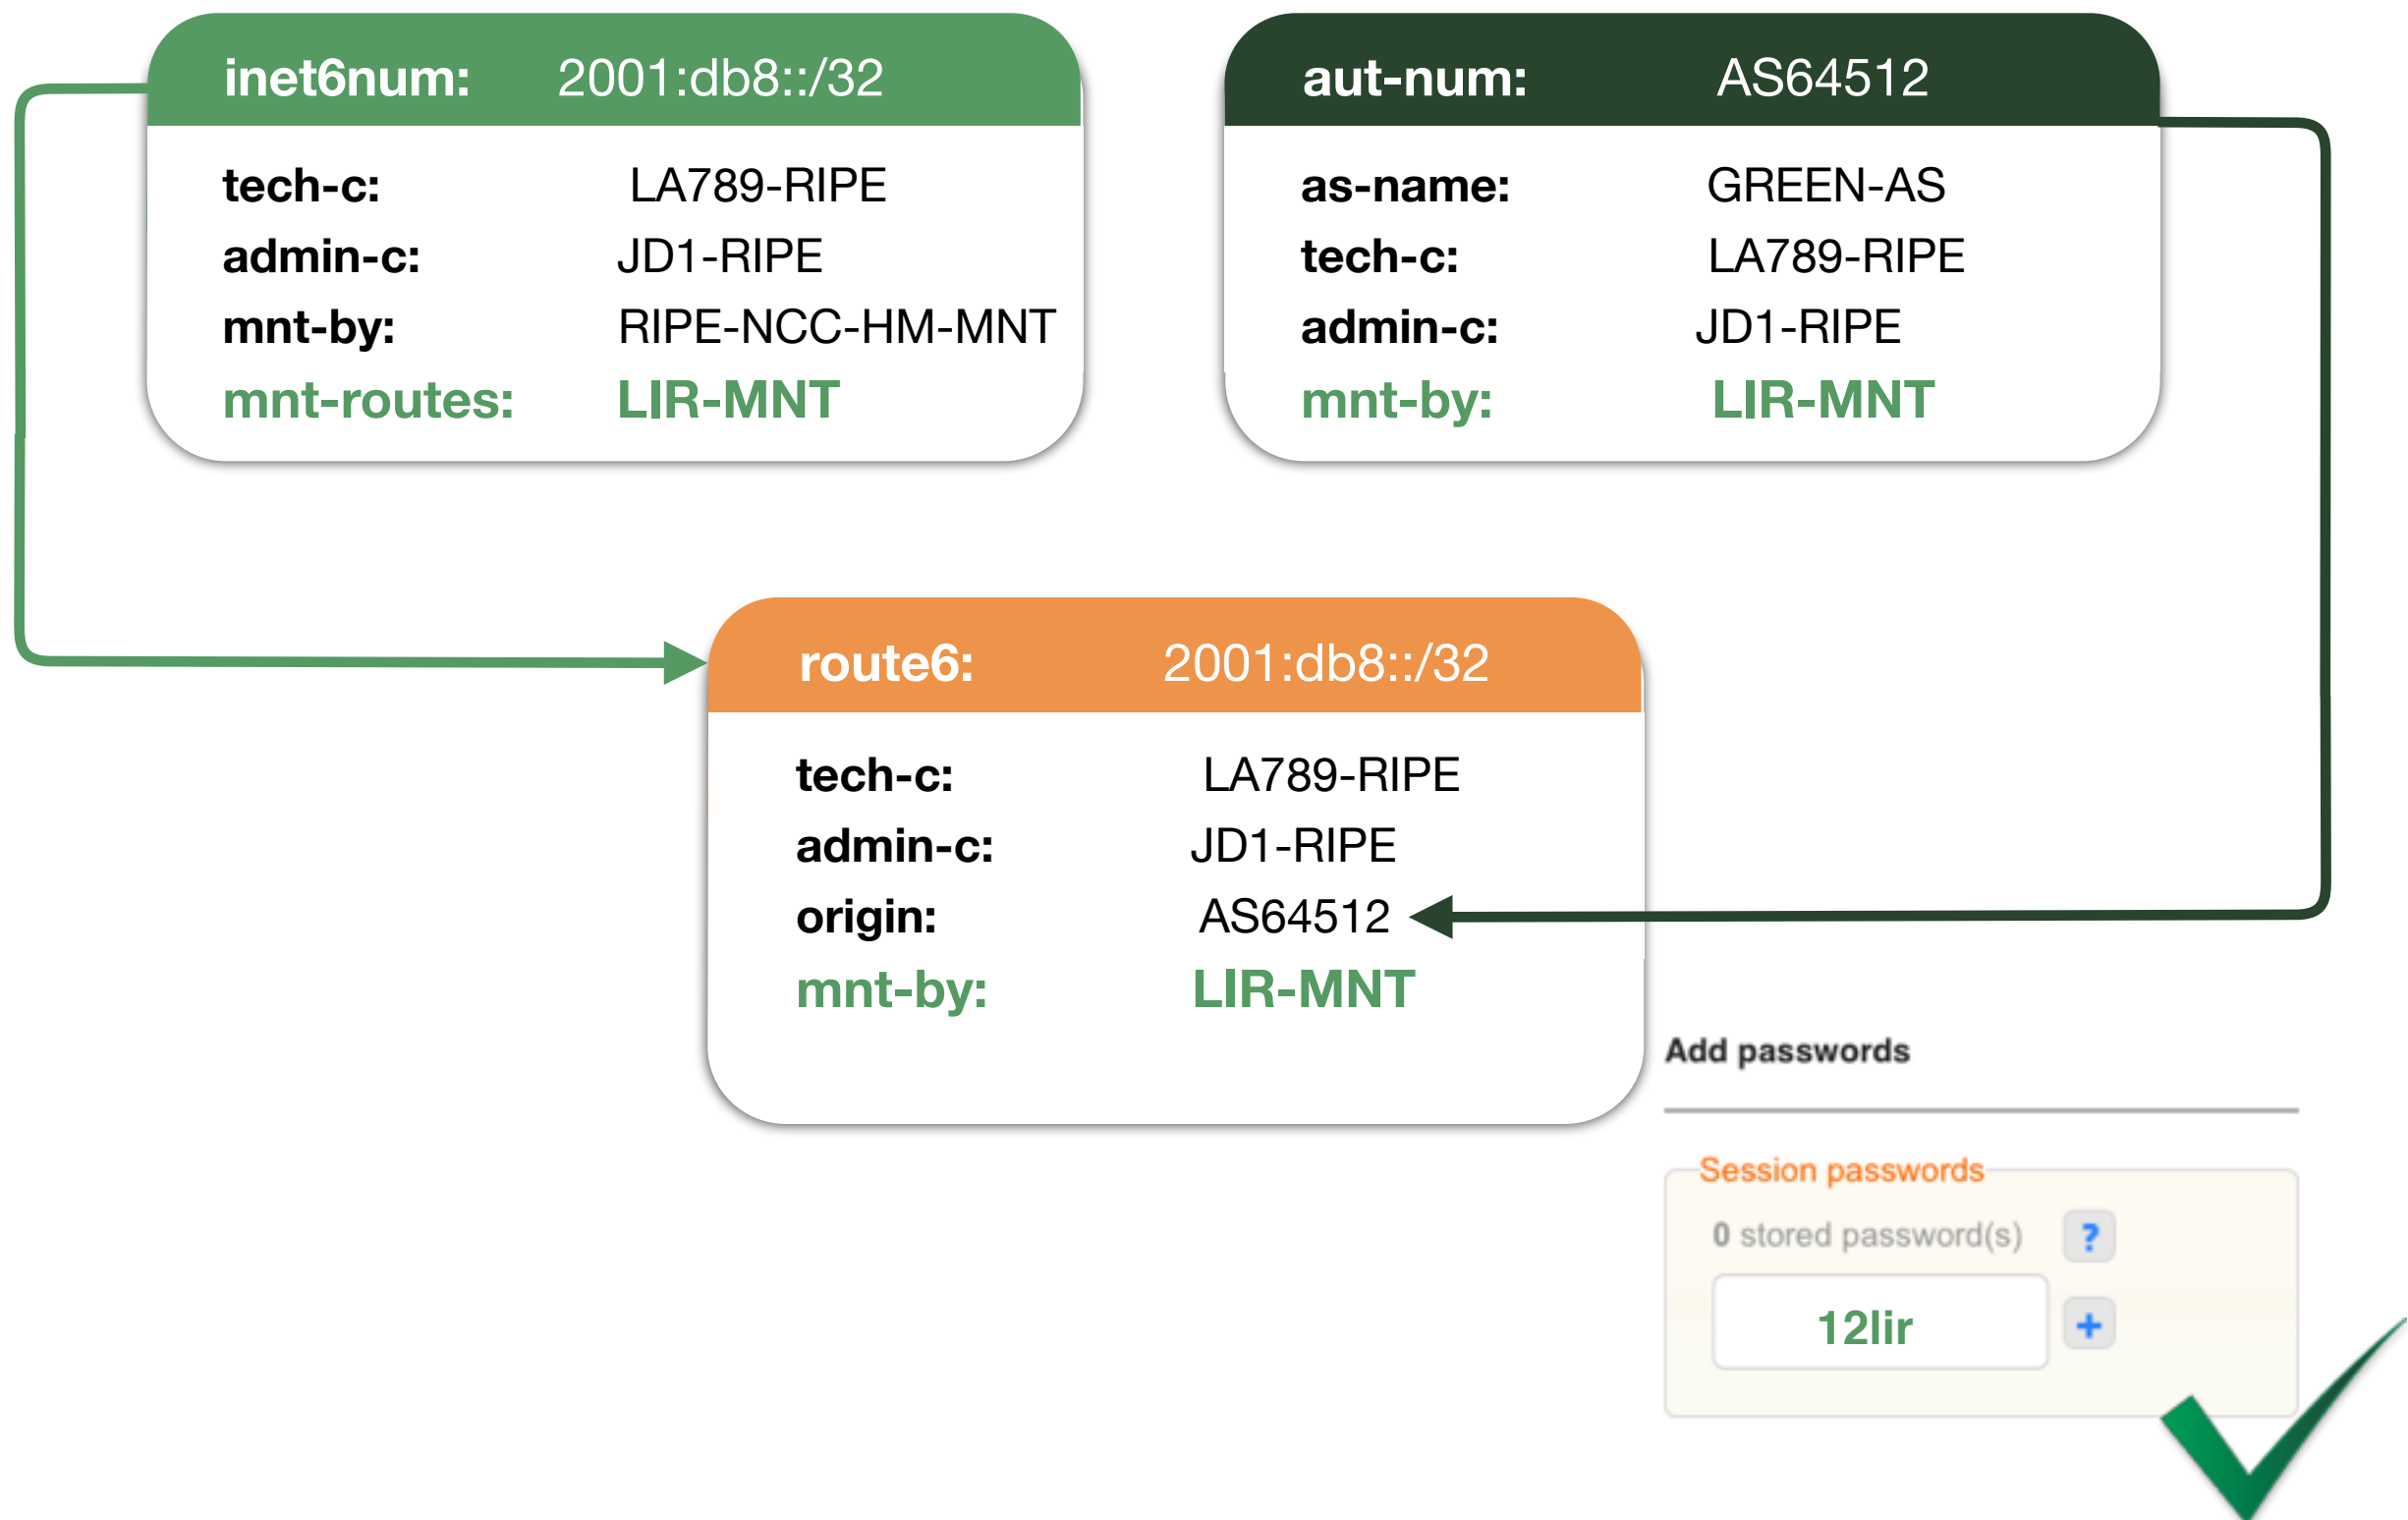 inet6num: 2001:db8::/32
tech-c: LA789-RIPE
admin-c: JD1-RIPE
mnt-by: RIPE-NCC-HM-MNT
mnt-routes: LIR-MNT
aut-num: AS64512
as-name: GREEN-AS
tech-c: LA789-RIPE
admin-c: JD1-RIPE
mnt-by: LIR-MNT
route6: 2001:db8::/32
tech-c: LA789-RIPE
admin-c: JD1-RIPE
origin: AS64512
mnt-by: LIR-MNT
Add passwords
Session passwords
0 stored password(s) ?
12lir +